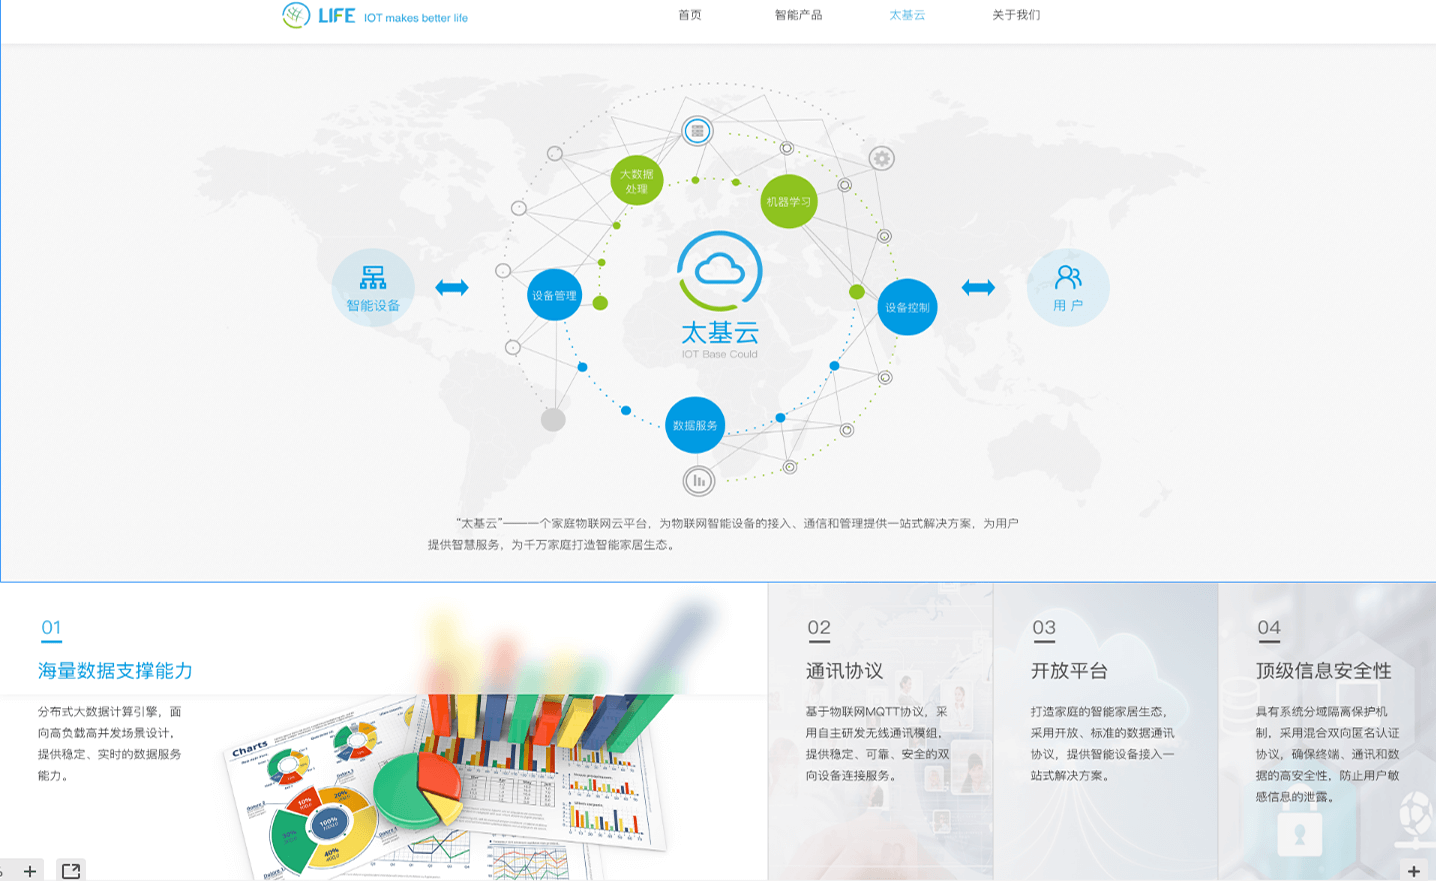 LIFE IOT makes better life
首页 智能产品 太基云 关于我们
大数据
处理
机器学习
智能设备
设备管理
设备控制
用户
太基云
IOT Base Could
数据服务
“太基云”——一个家庭物联网云平台，为物联网智能设备的接入、通信和管理提供一站式解决方案，为用户
提供智慧服务，为千万家庭打造智能家居生态。
01
海量数据支撑能力
分布式大数据计算引擎，面
向高负载高并发场景设计，
提供稳定、实时的数据服务
能力。
Charts
10%
20%
100%
40%
02
通讯协议
基于物联网MQTT协议，采
用自主研发无线通讯模组，
提供稳定、可靠、安全的双
向设备连接服务。
03
开放平台
打造家庭的智能家居生态，
采用开放、标准的数据通讯
协议，提供智能设备接入一
站式解决方案。
04
顶级信息安全性
具有系统分域隔离保护机
制，采用混合双向匿名认证
协议，确保终端、通讯和数
据的高安全性，防止用户敏
感信息的泄露。